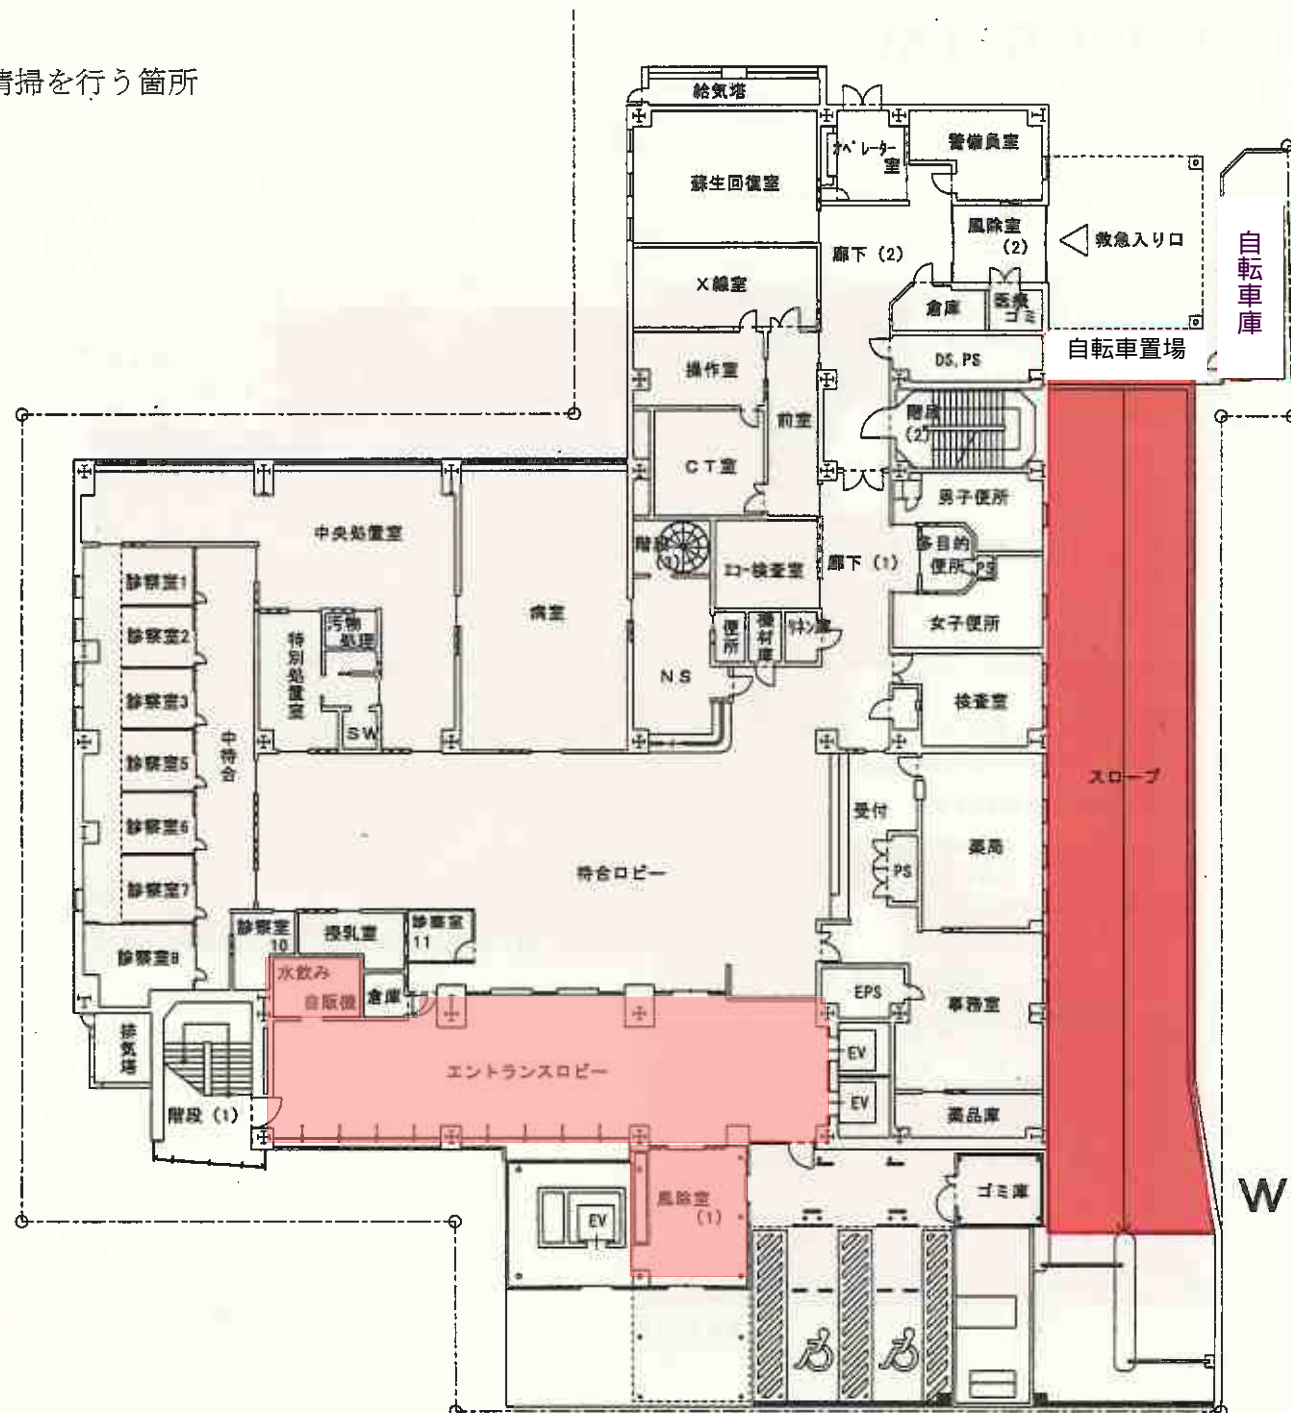 清掃を行う箇所
給気塔
蘇生回復室
オペレーター
室
警備員室
風除室
(2)
救急入り口
自転車庫
廊下 (2)
X線室
倉庫
医療
ゴミ
DS, PS
自転車置場
操作室
前室
階段
(2)
CT室
男子便所
中央処置室
階段
(3)
エコー検査室
廊下 (1)
多目的
便所
PS
診察室1
病室
汚物
処理
便所
機材庫
リネン庫
女子便所
診察室2
特別処置室
NS
検査室
診察室3
SW
中待合
診察室5
スロープ
受付
診察室6
薬局
待合ロビー
PS
診察室7
診察室
10
授乳室
診察室
11
診察室8
水飲み
自販機
倉庫
EPS
事務室
排気塔
エントランスロビー
EV
EV
階段 (1)
薬品庫
風除室
(1)
EV
ゴミ庫
W